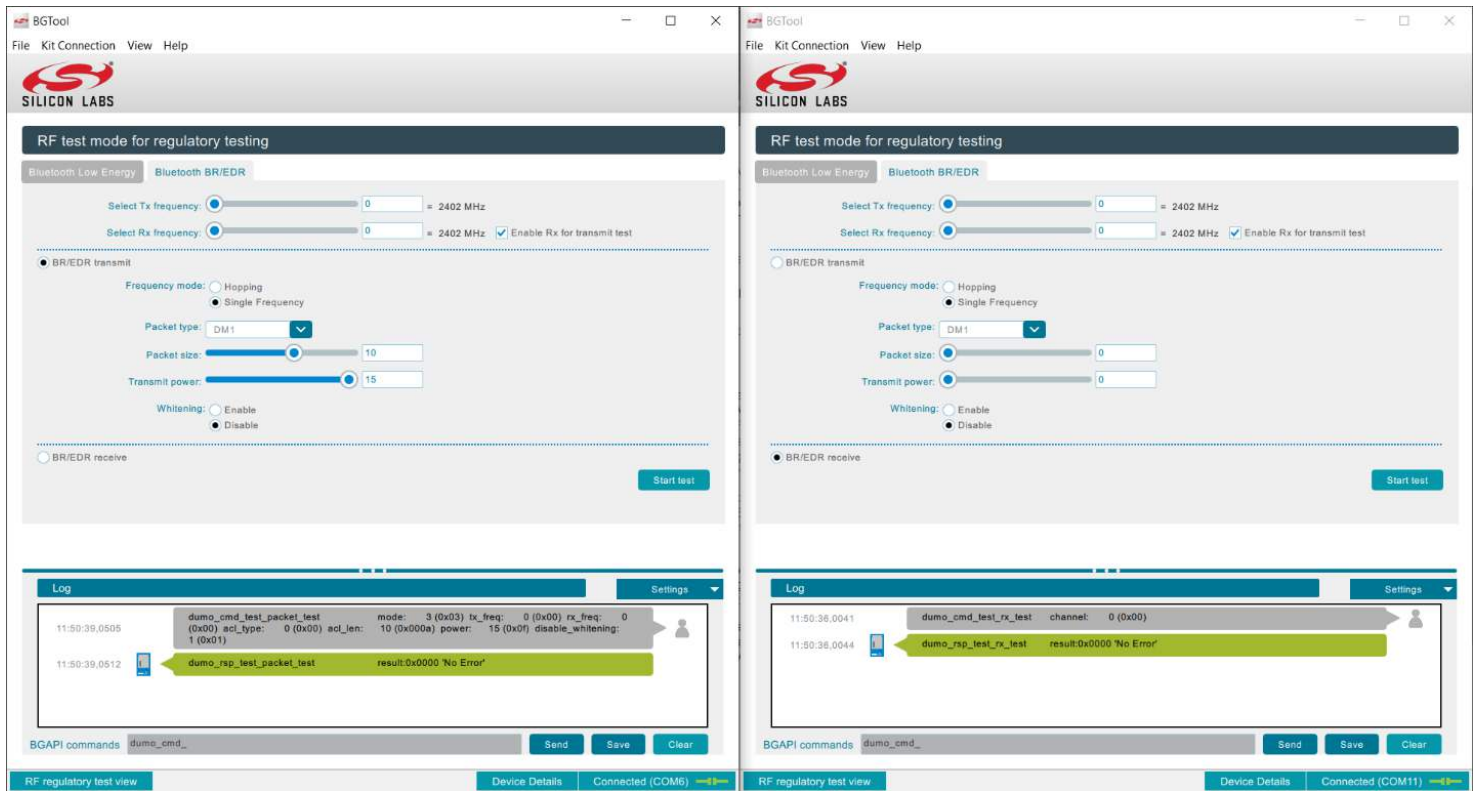 BGTool
File Kit Connection View Help
SILICON LABS
RF test mode for regulatory testing
Bluetooth Low Energy Bluetooth BR/EDR
Select Tx frequency: 0 = 2402 MHz
Select Rx frequency: 0 = 2402 MHz Enable Rx for transmit test
BR/EDR transmit
Frequency mode: Hopping
Single Frequency
Packet type: DM1
Packet size: 10
Transmit power: 15
Whitening: Enable
Disable
BR/EDR receive
Start test
Log Settings
11:50:39,0505
dumo_cmd_test_packet_test mode: 3 (0x03) tx_freq: 0 (0x00) rx_freq: 0
(0x00) acl_type: 0 (0x00) acl_len: 10 (0x000a) power: 15 (0x0f) disable_whitening:
1 (0x01)
11:50:39,0512 dumo_rsp_test_packet_test result:0x0000 'No Error'
BGAPI commands dumo_cmd_ Send Save Clear
RF regulatory test view Device Details Connected (COM6)
BGTool
File Kit Connection View Help
SILICON LABS
RF test mode for regulatory testing
Bluetooth Low Energy Bluetooth BR/EDR
Select Tx frequency: 0 = 2402 MHz
Select Rx frequency: 0 = 2402 MHz Enable Rx for transmit test
BR/EDR transmit
Frequency mode: Hopping
Single Frequency
Packet type: DM1
Packet size: 0
Transmit power: 0
Whitening: Enable
Disable
BR/EDR receive
Start test
Log Settings
11:50:36,0041 dumo_cmd_test_rx_test channel: 0 (0x00)
11:50:36,0044 dumo_rsp_test_rx_test result:0x0000 'No Error'
BGAPI commands dumo_cmd_ Send Save Clear
RF regulatory test view Device Details Connected (COM11)